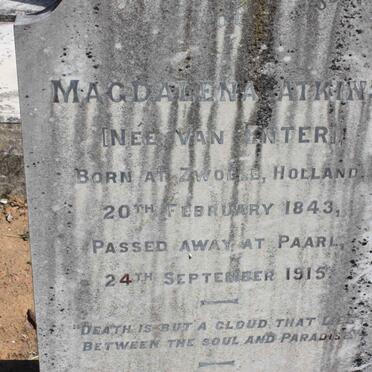 MAGDALENA ATKIN
[NEE VAN ENTER]
BORN AT ZWOLLE, HOLLAND.
20TH FEBRUARY 1843,
PASSED AWAY AT PAARL,
24TH SEPTEMBER 1915.
"DEATH IS BUT A CLOUD THAT
BETWEEN THE SOUL AND PARADISE"